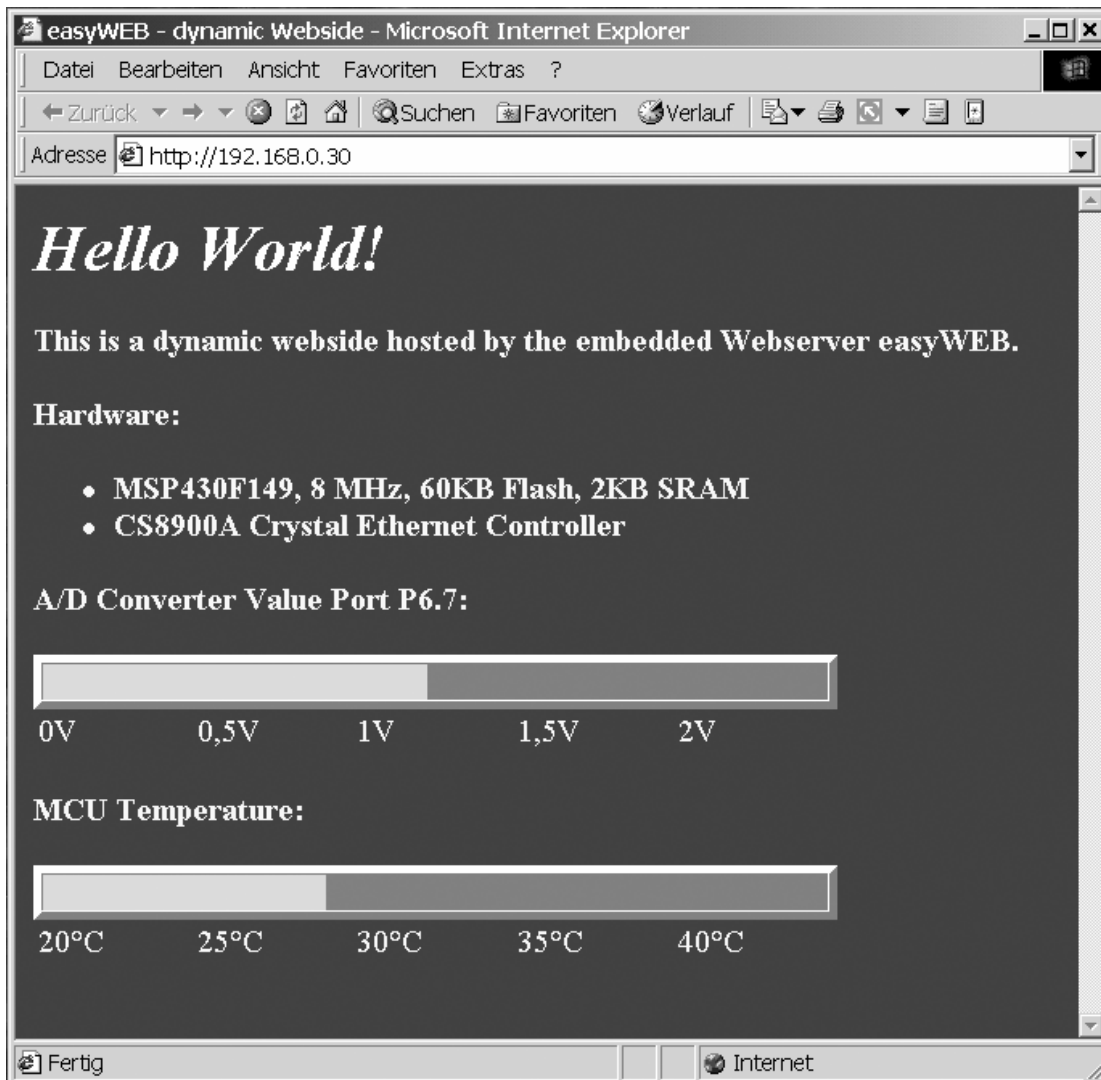 easyWEB - dynamic Webside - Microsoft Internet Explorer
Datei Bearbeiten Ansicht Favoriten Extras ?
Zurück Suchen Favoriten Verlauf
Adresse http://192.168.0.30
Hello World!
This is a dynamic webside hosted by the embedded Webserver easyWEB.
Hardware:
• MSP430F149, 8 MHz, 60KB Flash, 2KB SRAM
• CS8900A Crystal Ethernet Controller
A/D Converter Value Port P6.7:
0V 0,5V 1V 1,5V 2V
MCU Temperature:
20°C 25°C 30°C 35°C 40°C
Fertig Internet